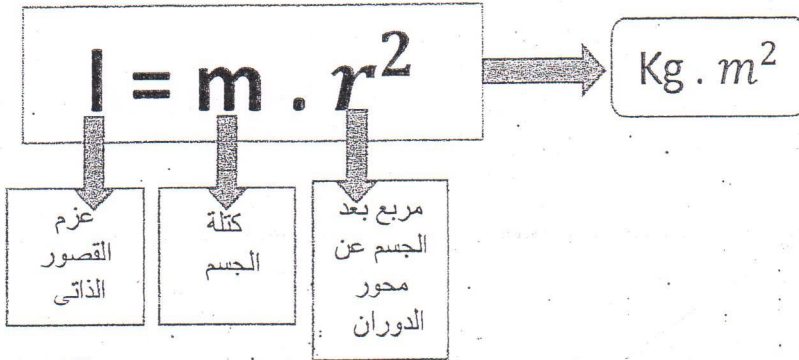 I = m . r²
Kg . m²
عزم
القصور
الذاتى
كتلة
الجسم
مربع بعد
الجسم عن
محور
الدوران